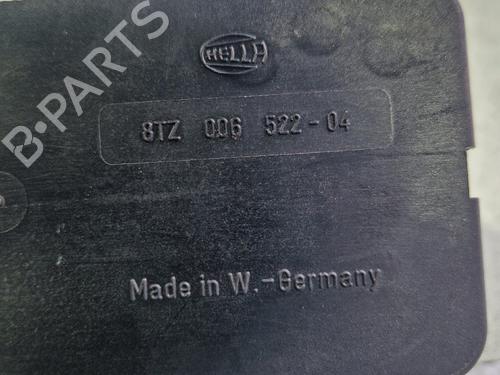 B-PARTS
HELLA
8TZ 006 522-04
Made in W.-Germany